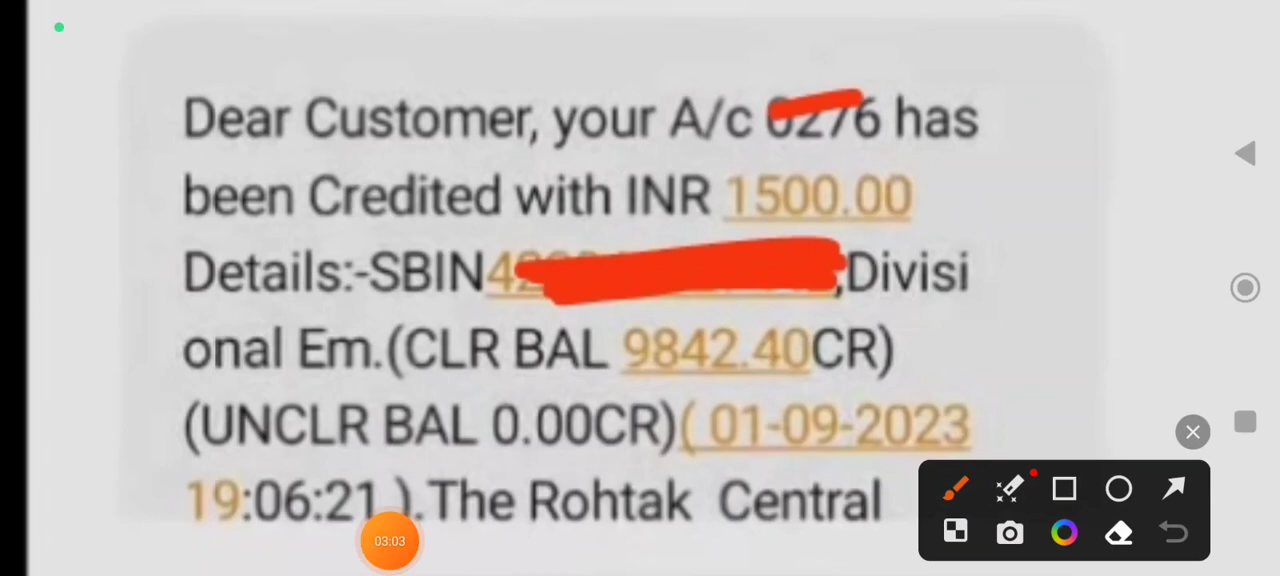 Dear Customer, your A/c 0276 has
been Credited with INR 1500.00
Details:-SBIN4 ,Divisi
onal Em.(CLR BAL 9842.40CR)
(UNCLR BAL 0.00CR)( 01-09-2023
19:06:21 ).The Rohtak Central
03:03